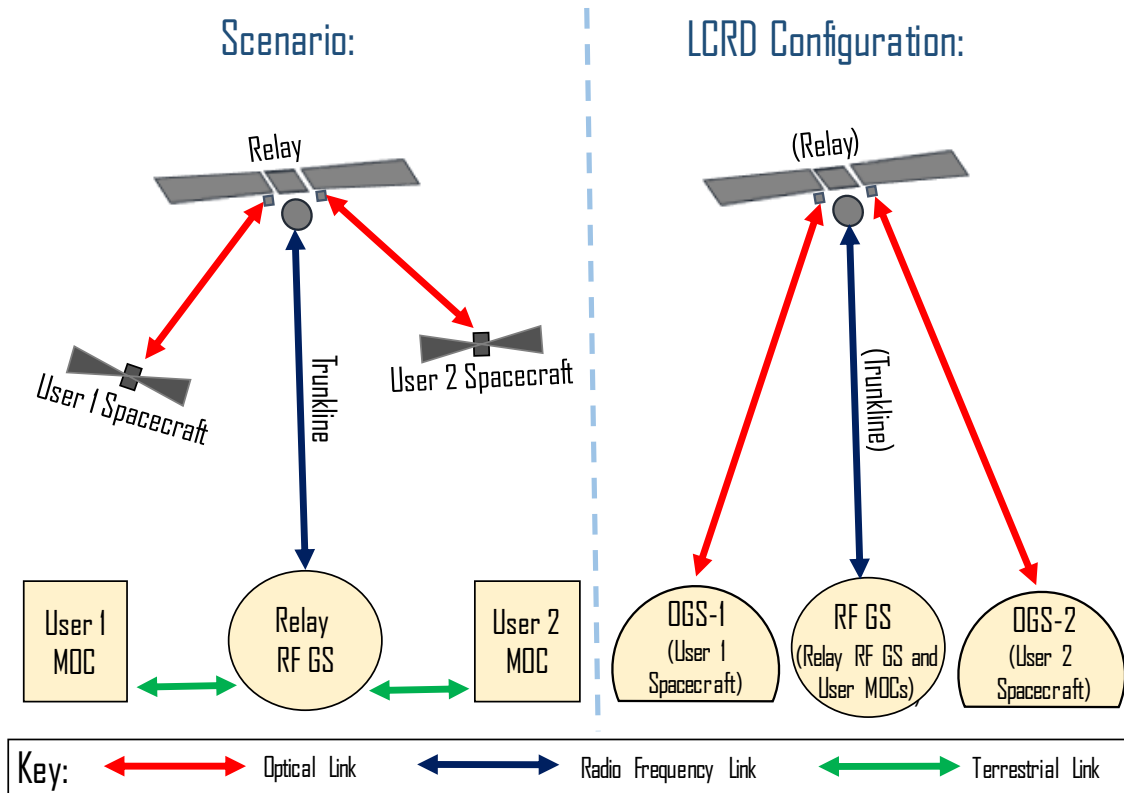 Scenario:
LCRD Configuration:
Relay
User 1 Spacecraft
User 2 Spacecraft
Trunkline
User 1
MOC
Relay
RF GS
User 2
MOC
(Relay)
(Trunkline)
OGS-1
(User 1
Spacecraft)
RF GS
(Relay RF GS and
User MOCs)
OGS-2
(User 2
Spacecraft)
Key:
Optical Link
Radio Frequency Link
Terrestrial Link